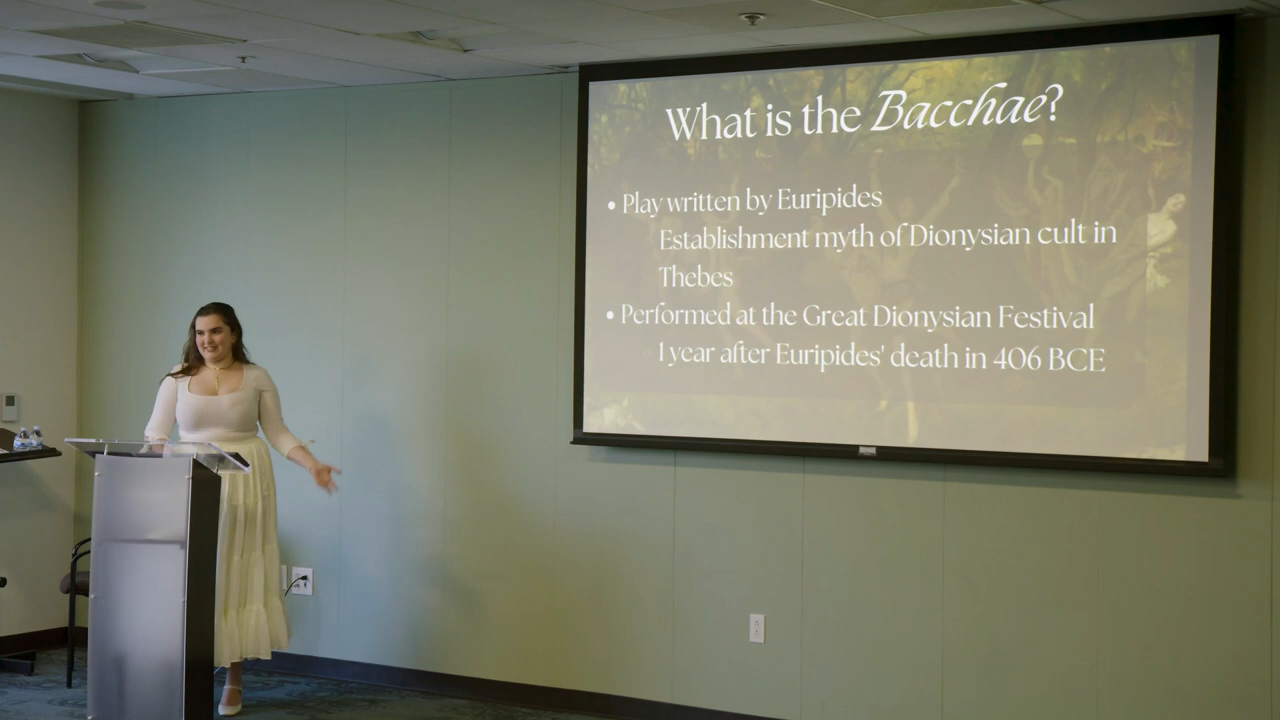 What is the Bacchae?
• Play written by Euripides
Establishment myth of Dionysian cult in
Thebes
• Performed at the Great Dionysian Festival
1 year after Euripides' death in 406 BCE